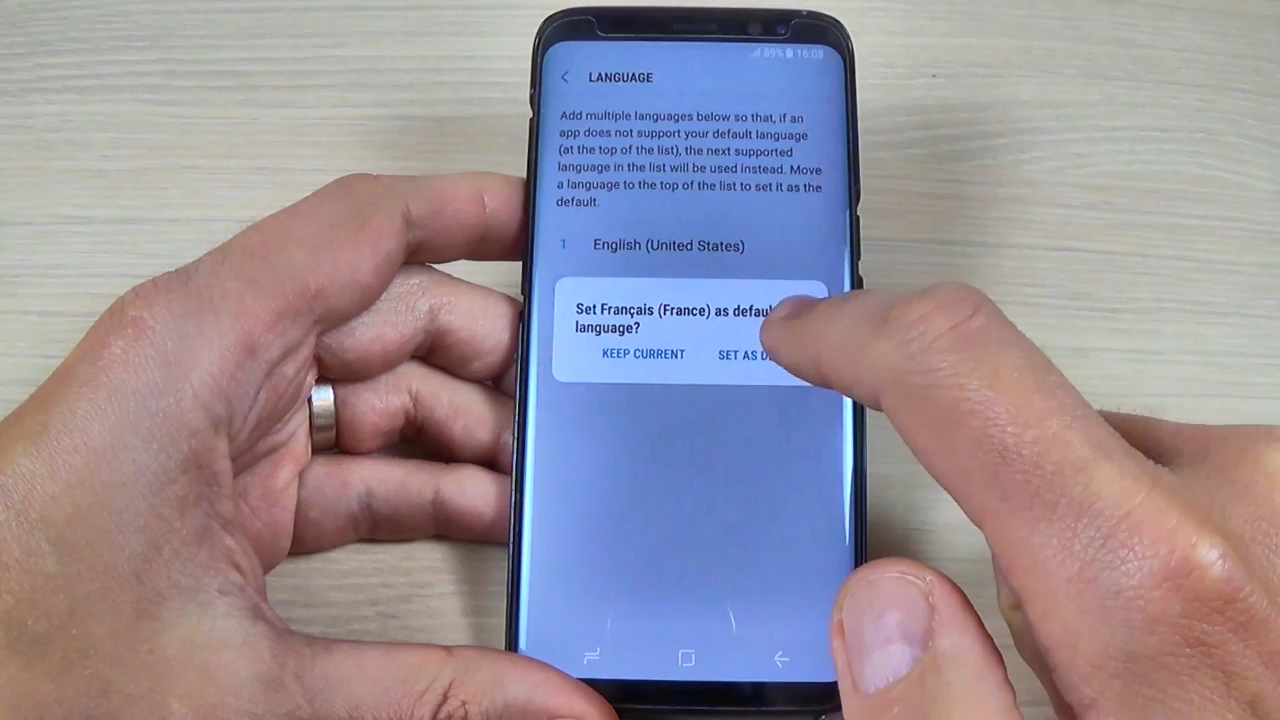 89% 16:08
LANGUAGE
Add multiple languages below so that, if an
app does not support your default language
(at the top of the list), the next supported
language in the list will be used instead. Move
a language to the top of the list to set it as the
default.
1 English (United States)
Set Français (France) as defaul
language?
KEEP CURRENT SET AS D